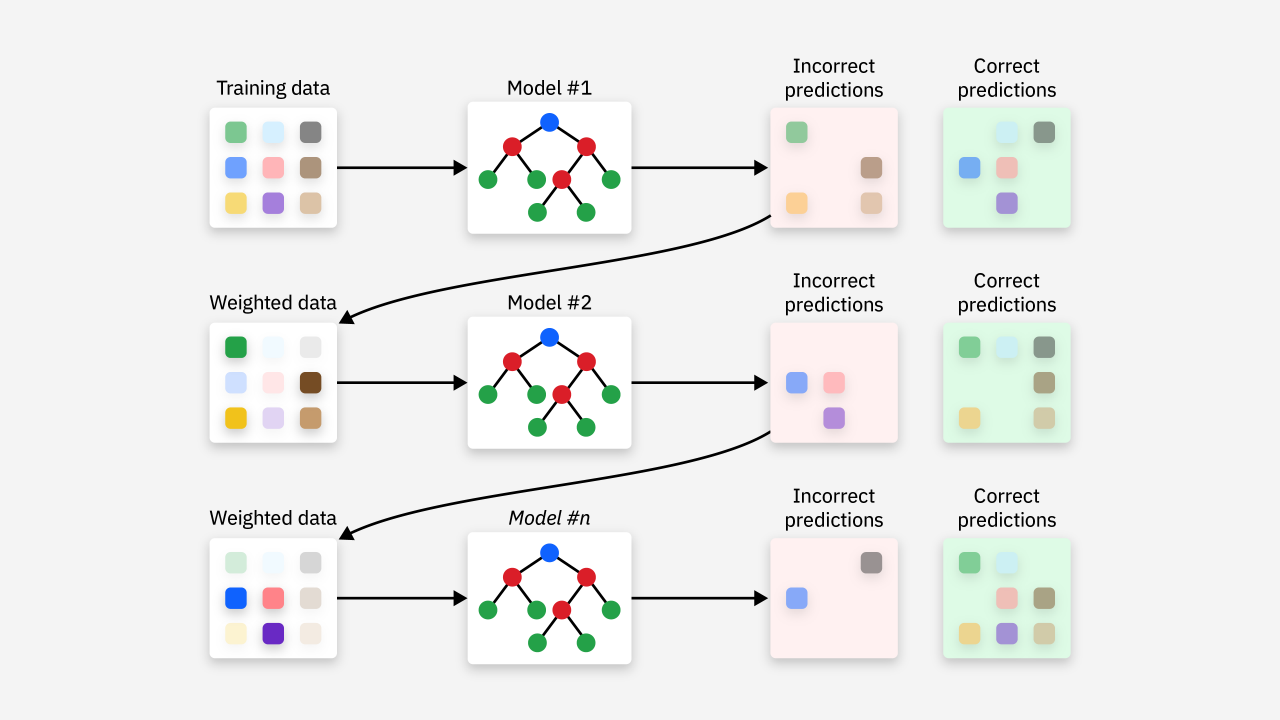 Training data
Model #1
Incorrect
predictions
Correct
predictions
Weighted data
Model #2
Incorrect
predictions
Correct
predictions
Weighted data
Model #n
Incorrect
predictions
Correct
predictions